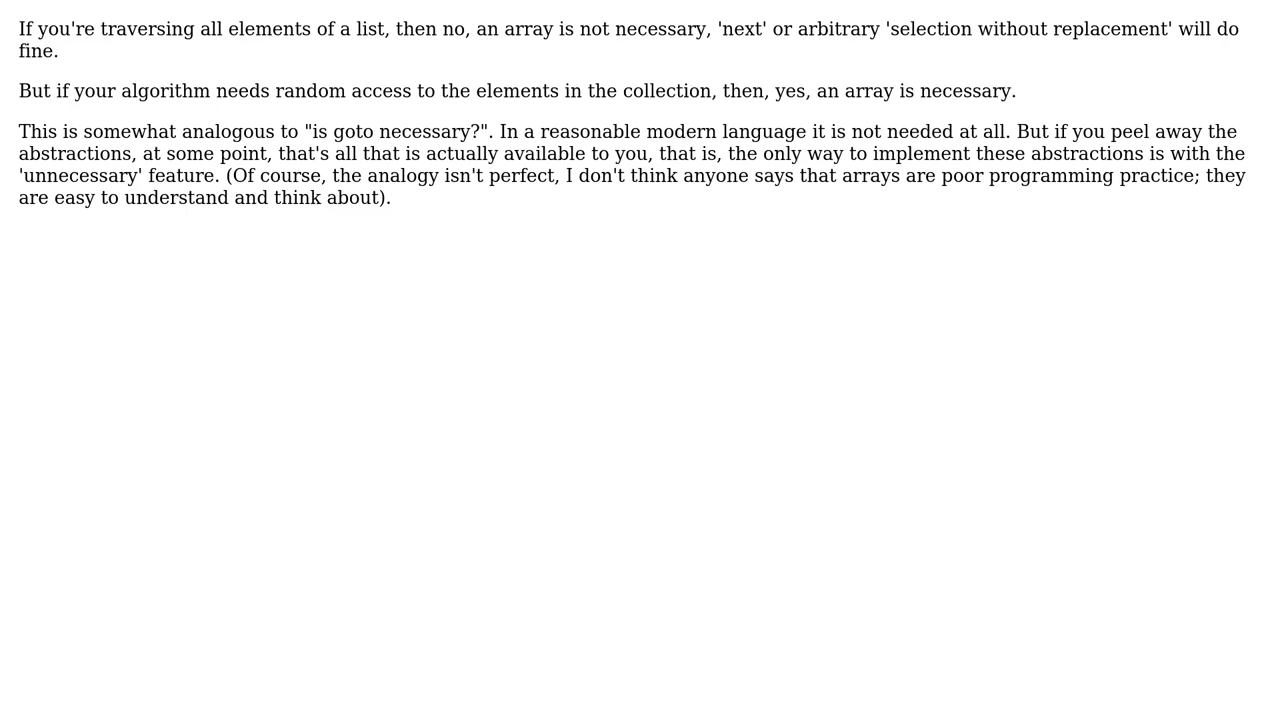 If you're traversing all elements of a list, then no, an array is not necessary, 'next' or arbitrary 'selection without replacement' will do
fine.
But if your algorithm needs random access to the elements in the collection, then, yes, an array is necessary.
This is somewhat analogous to "is goto necessary?". In a reasonable modern language it is not needed at all. But if you peel away the
abstractions, at some point, that's all that is actually available to you, that is, the only way to implement these abstractions is with the
'unnecessary' feature. (Of course, the analogy isn't perfect, I don't think anyone says that arrays are poor programming practice; they
are easy to understand and think about).